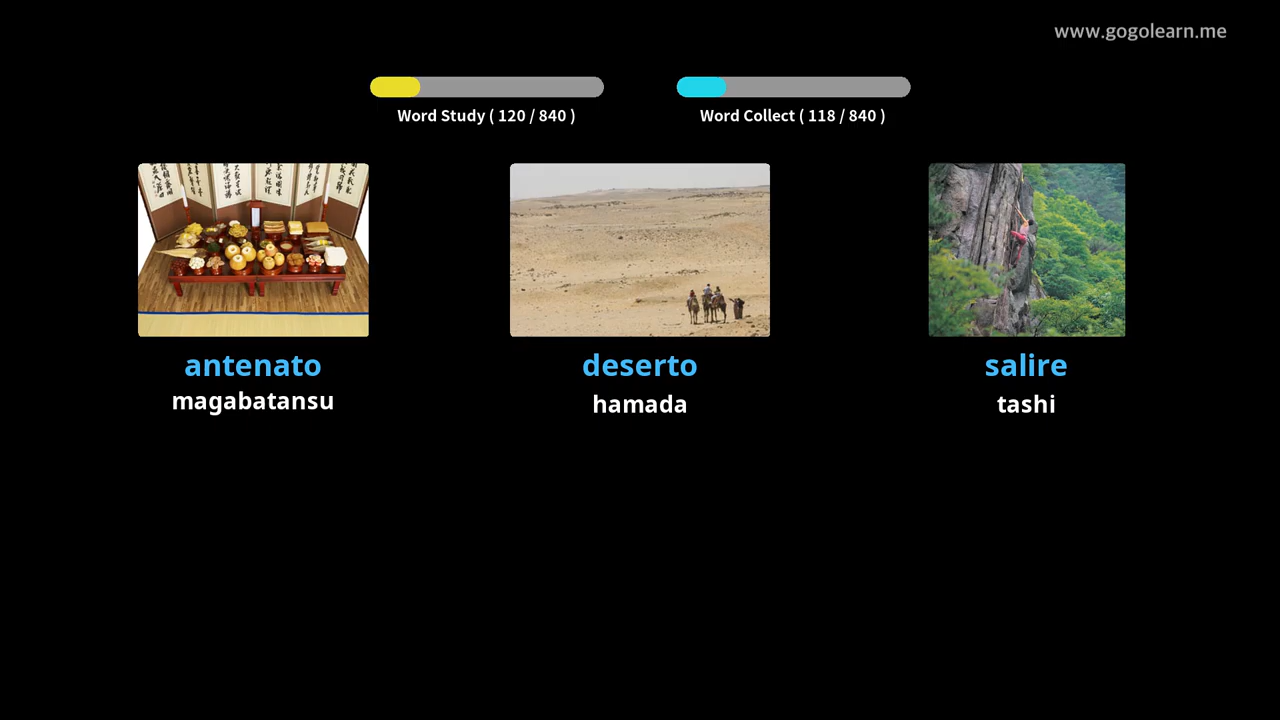 www.gogolearn.me
Word Study ( 120 / 840 )
Word Collect ( 118 / 840 )
antenato
magabatansu
deserto
hamada
salire
tashi